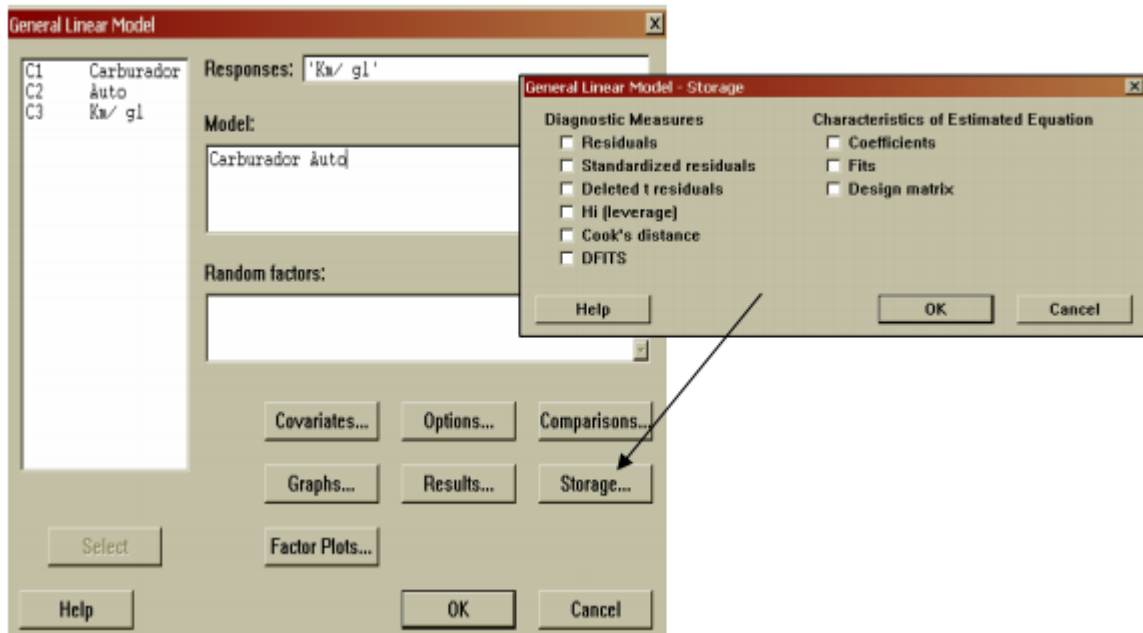 General Linear Model
C1 Carburador
C2 Auto
C3 Km/ gl
Responses: 'Km/ gl'
Model:
Carburador Auto
Random factors:
Covariates...
Options...
Comparisons...
Graphs...
Results...
Storage...
Select
Factor Plots...
Help
OK
Cancel
General Linear Model - Storage
Diagnostic Measures
Residuals
Standardized residuals
Deleted t residuals
Hi (leverage)
Cook's distance
DFITS
Characteristics of Estimated Equation
Coefficients
Fits
Design matrix
Help
OK
Cancel